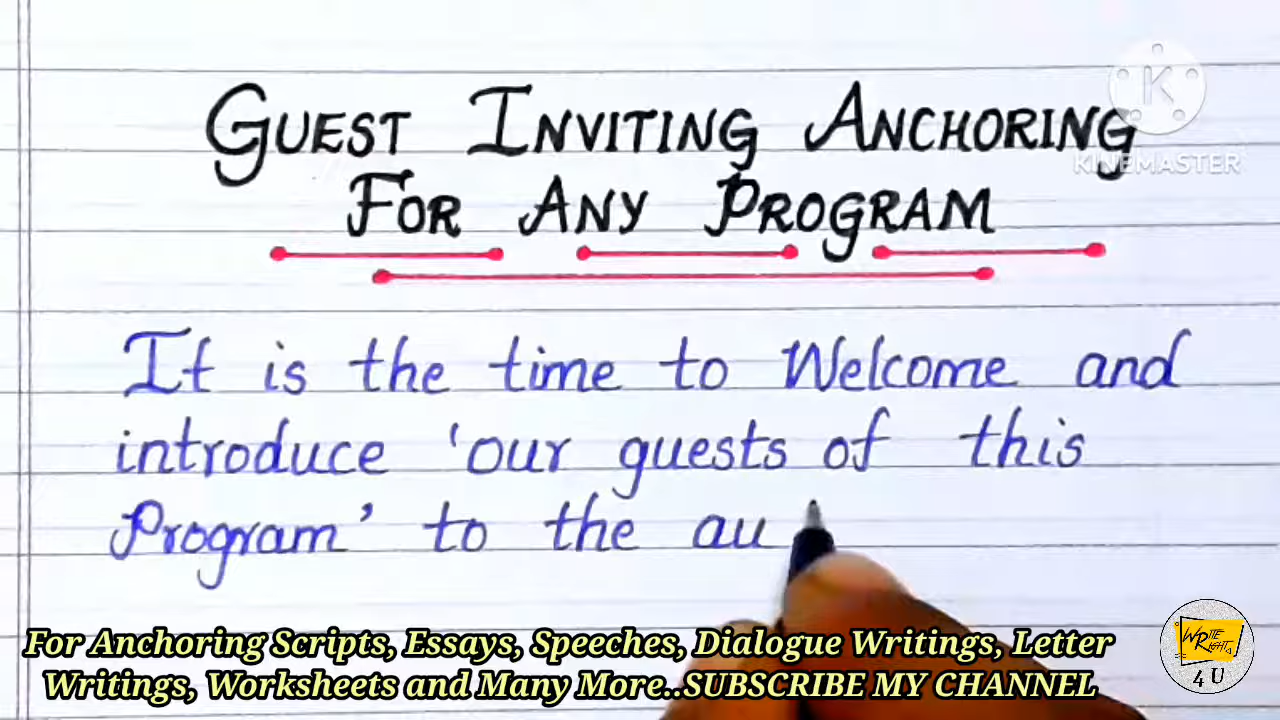 GUEST INVITING ANCHORING
KINEMASTER
FOR ANY PROGRAM
It is the time to Welcome and
introduce 'our guests of this
Program' to the au
For Anchoring Scripts, Essays, Speeches, Dialogue Writings, Letter
Writings, Worksheets and Many More..SUBSCRIBE MY CHANNEL
WRITE
RIGHT
4 U